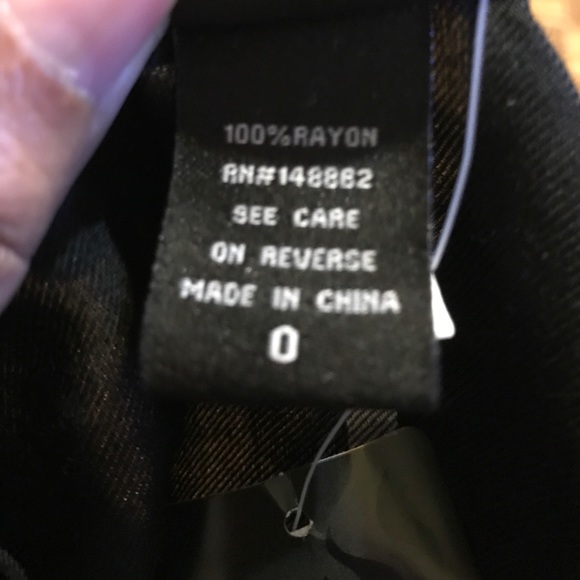 100%RAYON
RN#148882
SEE CARE
ON REVERSE
MADE IN CHINA
0